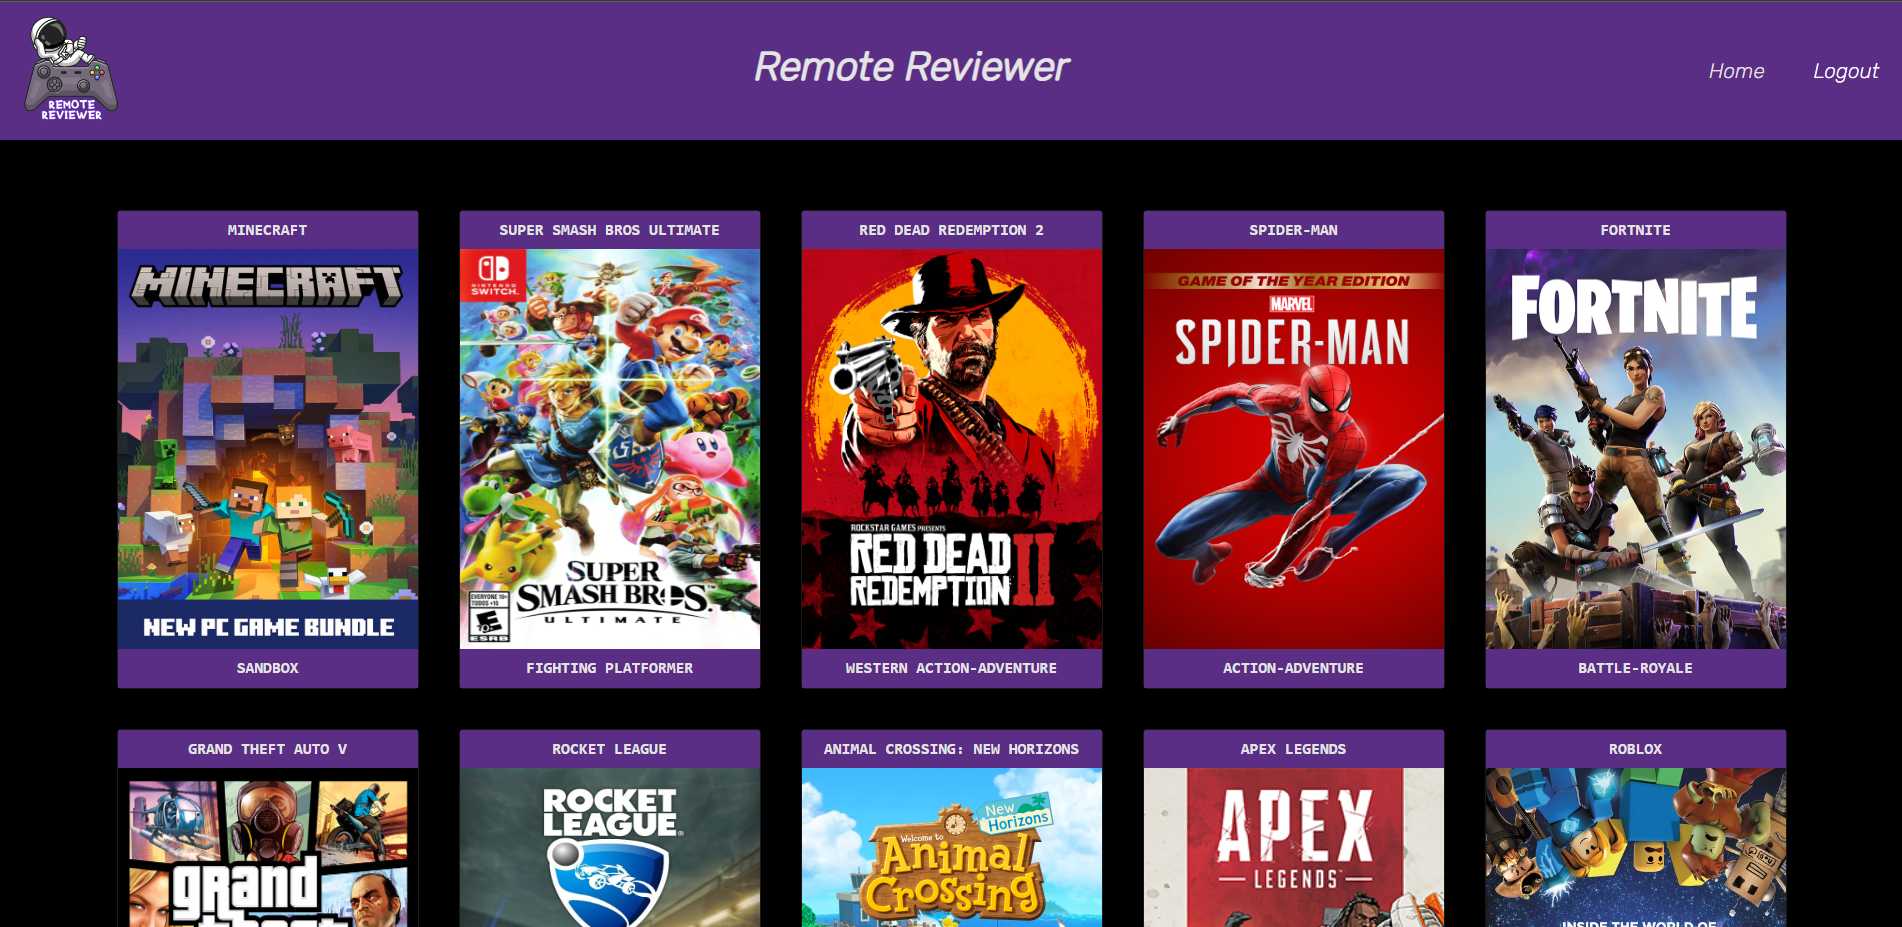 REMOTE
REVIEWER
Remote Reviewer
Home
Logout
MINECRAFT
MINECRAFT
NEW PC GAME BUNDLE
SANDBOX
SUPER SMASH BROS ULTIMATE
NINTENDO
SWITCH.
EVERYONE 10+
TODOS +10
E
ESRB
SUPER
SMASH BROS.
ULTIMATE
FIGHTING PLATFORMER
RED DEAD REDEMPTION 2
ROCKSTAR GAMES PRESENTS
RED DEAD
REDEMPTION II
WESTERN ACTION-ADVENTURE
SPIDER-MAN
GAME OF THE YEAR EDITION
MARVEL
SPIDER-MAN
ACTION-ADVENTURE
FORTNITE
FORTNITE
BATTLE-ROYALE
GRAND THEFT AUTO V
grand
theft
ROCKET LEAGUE
ROCKET
LEAGUE®
ANIMAL CROSSING: NEW HORIZONS
New
Horizons
Welcome to
Animal
Crossing
APEX LEGENDS
APEX
LEGENDS™
ROBLOX
INSIDE THE WORLD OF